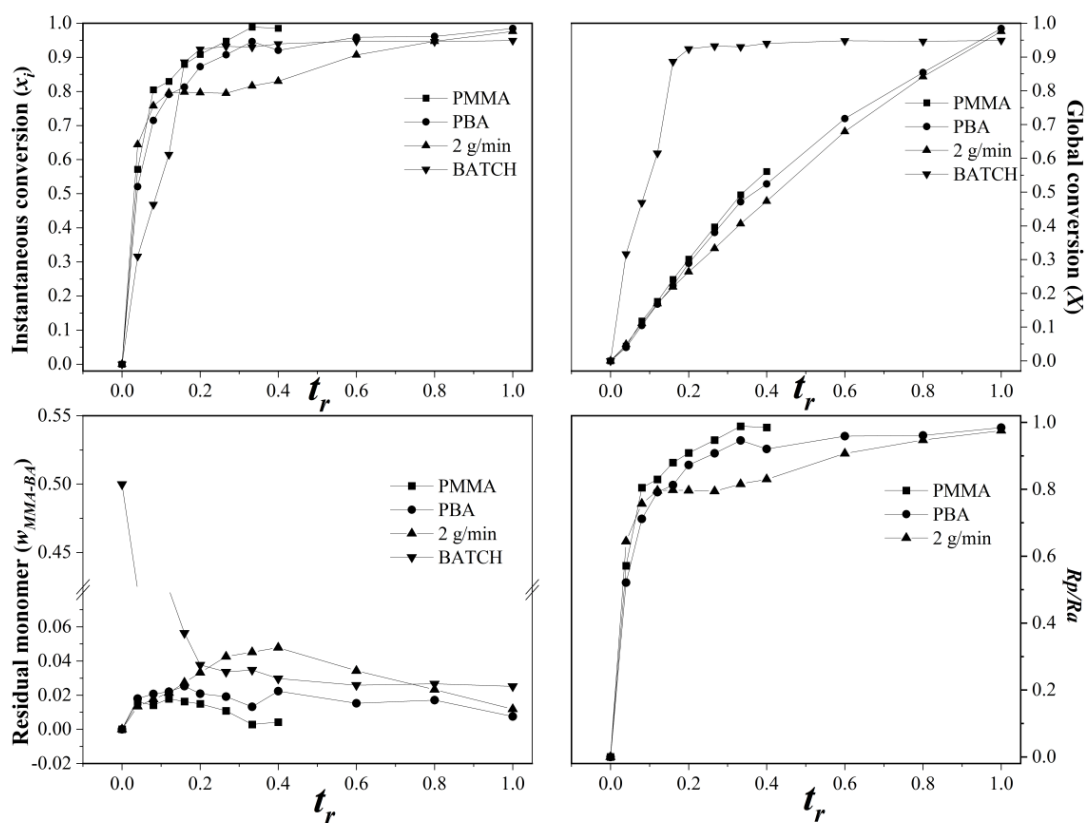 Instantaneous conversion (x_i)
1.0
0.9
0.8
0.7
0.6
0.5
0.4
0.3
0.2
0.1
0.0
PMMA
PBA
2 g/min
BATCH
0.0 0.2 0.4 0.6 0.8 1.0
t_r
PMMA
PBA
2 g/min
BATCH
1.0
0.9
0.8
0.7
0.6
0.5
0.4
0.3
0.2
0.1
0.0
Global conversion (X)
0.0 0.2 0.4 0.6 0.8 1.0
t_r
Residual monomer (w_MMA-BA)
0.55
0.50
0.45
0.06
0.04
0.02
0.00
-0.02
PMMA
PBA
2 g/min
BATCH
0.0 0.2 0.4 0.6 0.8 1.0
t_r
PMMA
PBA
2 g/min
1.0
0.8
0.6
0.4
0.2
0.0
Rp/Ra
0.0 0.2 0.4 0.6 0.8 1.0
t_r